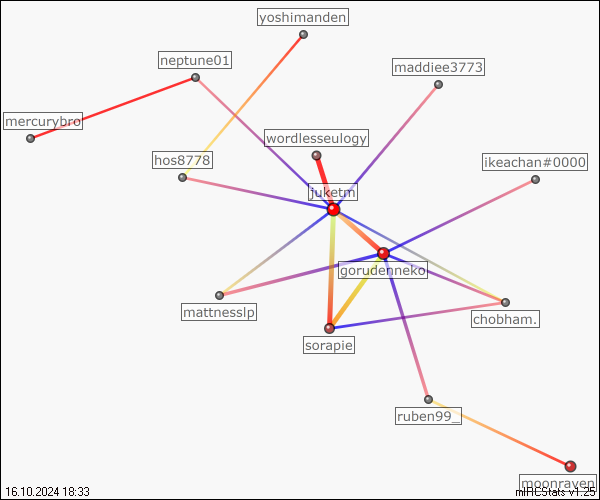 yoshimanden
neptune01
maddiee3773
mercurybro
wordlesseulogy
hos8778
ikeachan#0000
juketm
gorudenneko
mattnesslp
chobham.
sorapie
ruben99_
moonraven
16.10.2024 18:33
mIRCStats v1.25